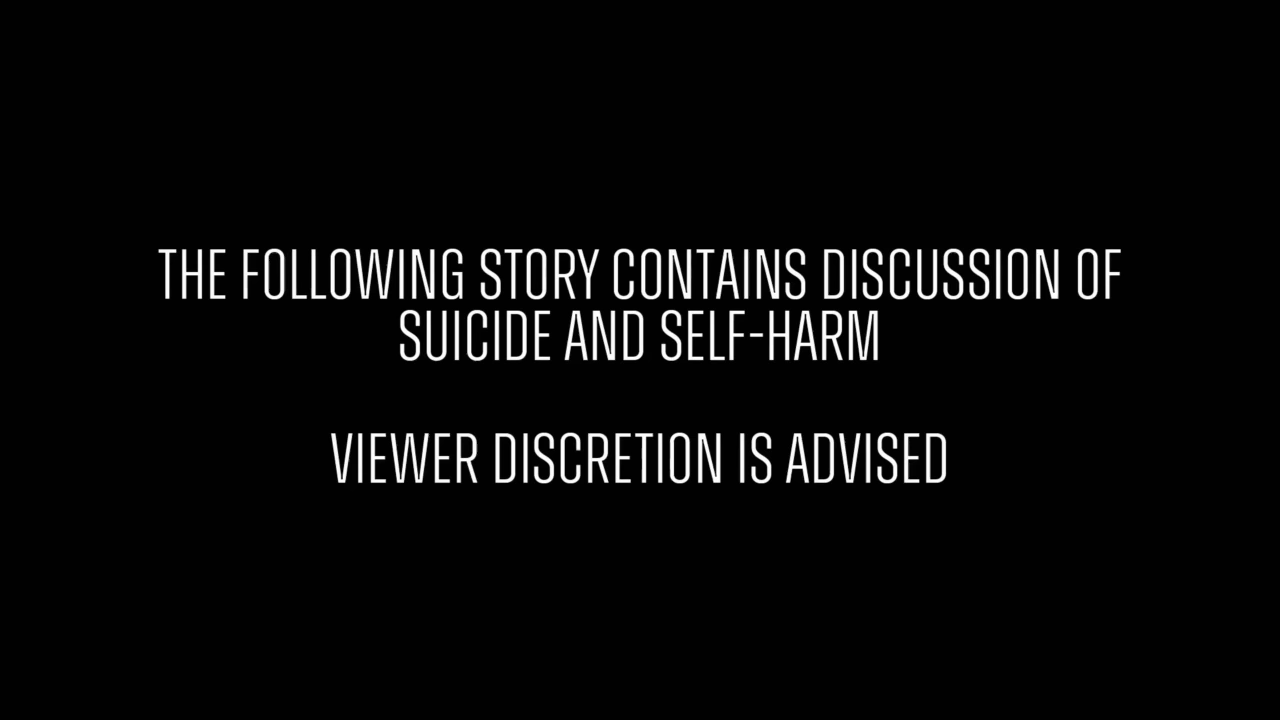 THE FOLLOWING STORY CONTAINS DISCUSSION OF
SUICIDE AND SELF-HARM
VIEWER DISCRETION IS ADVISED